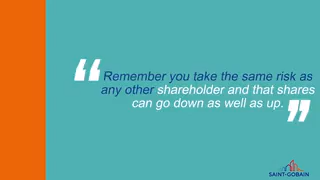 “Remember you take the same risk as
any other shareholder and that shares
can go down as well as up.”
SAINT-GOBAIN